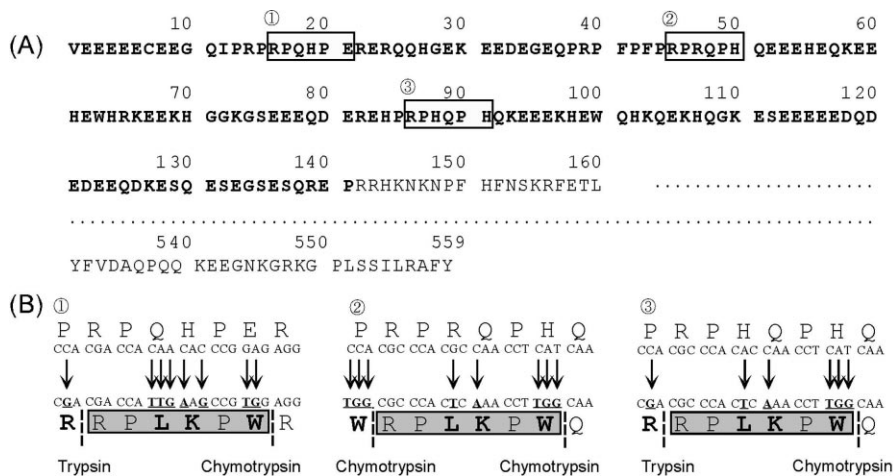 (A)
① ②
10 20 30 40 50 60
VEEEEECEEG QIPRPRPQHP ERERQQHGEK EEDEGEQPRP FPFPRPRQPH QEEEHEQKEE
③
70 80 90 100 110 120
HEWHRKEEKH GGKGSEEEQD EREHPRPHQP HQKEEEKHEW QHKQEKHQGK ESEEEEEDQD
130 140 150 160
EDEEQDKESQ ESEGSESQRE PRRHKNKNPF HFNSKRFETL
540 550 559
YFVDAQPQQ KEEGNKGRKG PLSSILRAFY
(B)
① ② ③
P R P Q H P E R P R P R Q P H Q P R P H Q P H Q
CCA CGA CCA CAA CAC CCG GAG AGG CCA CGC CCA CGC CAA CCT CAT CAA CCA CGC CCA CAC CAA CCT CAT CAA
CGA CGA CCA TTG AAG CCG TGG AGG TGG CGC CCA CTC AAA CCT TGG CAA CGA CGC CCA CTC AAA CCT TGG CAA
R R P L K P W R W R P L K P W Q R R P L K P W Q
Trypsin Chymotrypsin Chymotrypsin Chymotrypsin Trypsin Chymotrypsin